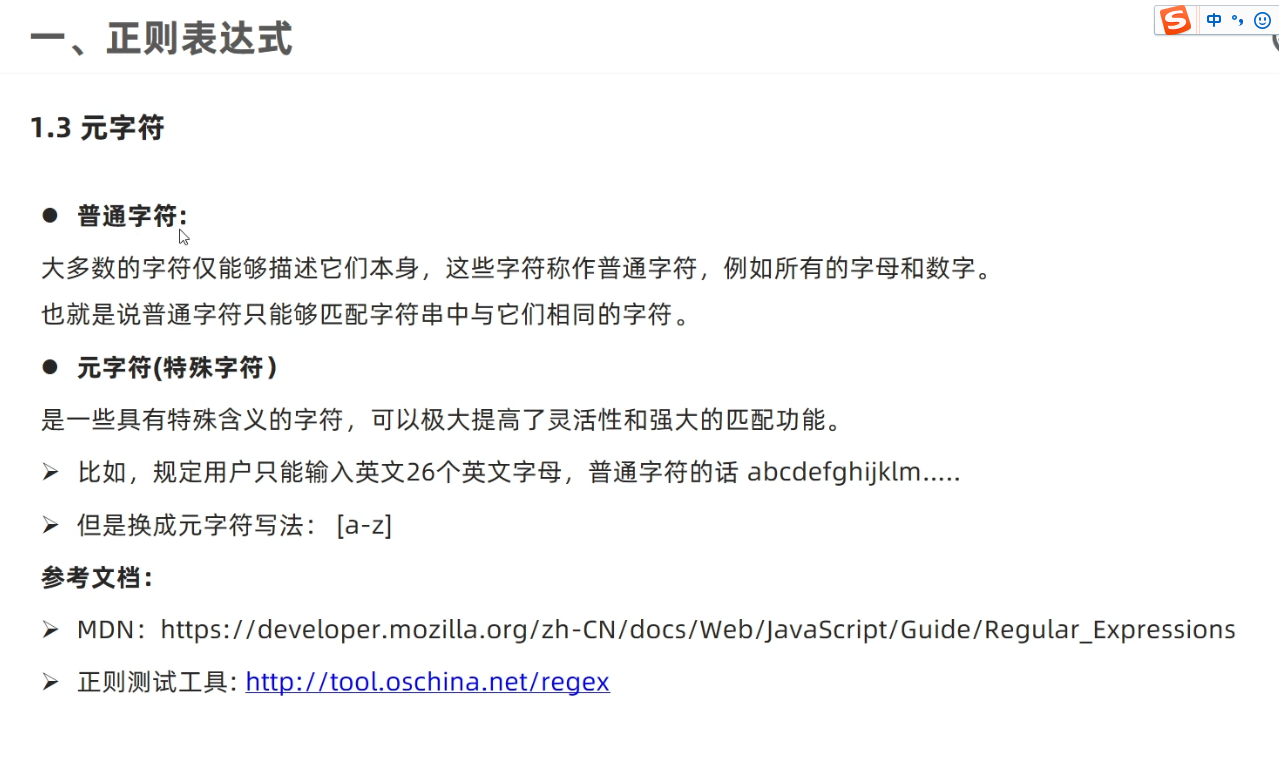 一、正则表达式
中
1.3 元字符
● 普通字符:
大多数的字符仅能够描述它们本身，这些字符称作普通字符，例如所有的字母和数字。
也就是说普通字符只能够匹配字符串中与它们相同的字符。
● 元字符(特殊字符）
是一些具有特殊含义的字符，可以极大提高了灵活性和强大的匹配功能。
➢ 比如，规定用户只能输入英文26个英文字母，普通字符的话 abcdefghijklm.....
➢ 但是换成元字符写法： [a-z]
参考文档：
➢ MDN：https://developer.mozilla.org/zh-CN/docs/Web/JavaScript/Guide/Regular_Expressions
➢ 正则测试工具: http://tool.oschina.net/regex